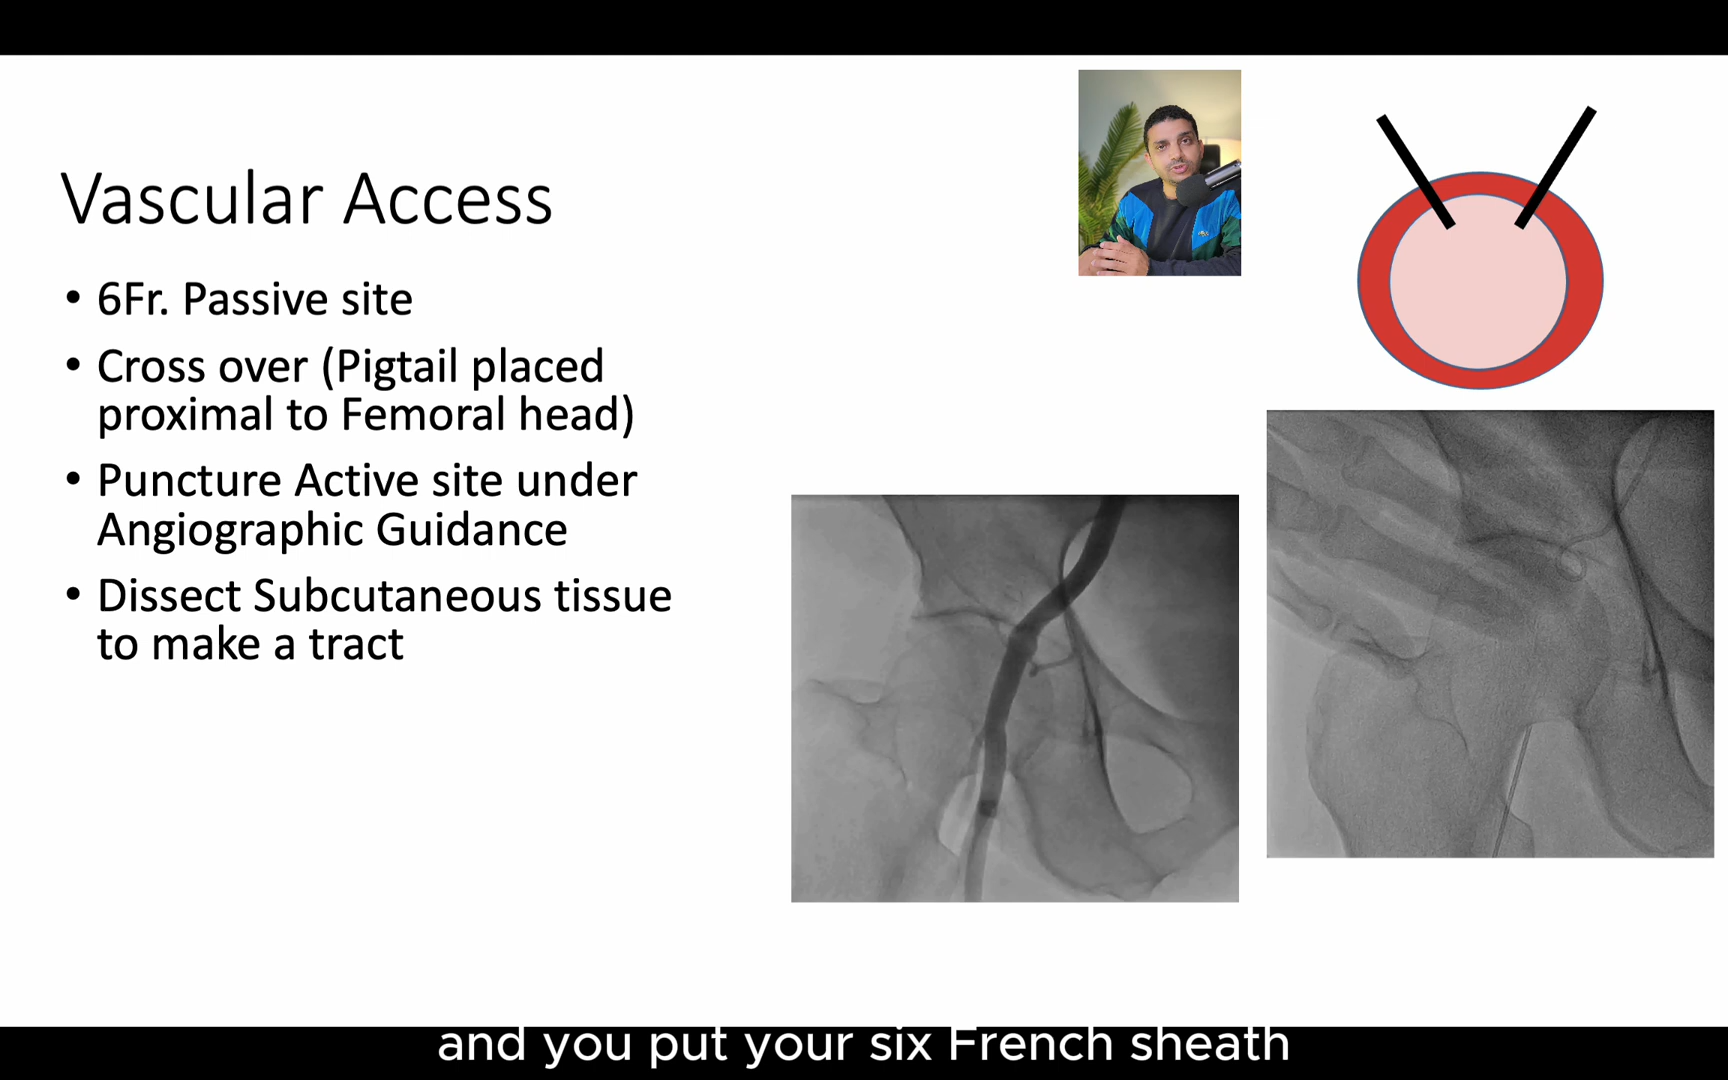 Vascular Access
• 6Fr. Passive site
• Cross over (Pigtail placed
proximal to Femoral head)
• Puncture Active site under
Angiographic Guidance
• Dissect Subcutaneous tissue
to make a tract
and you put your six French sheath